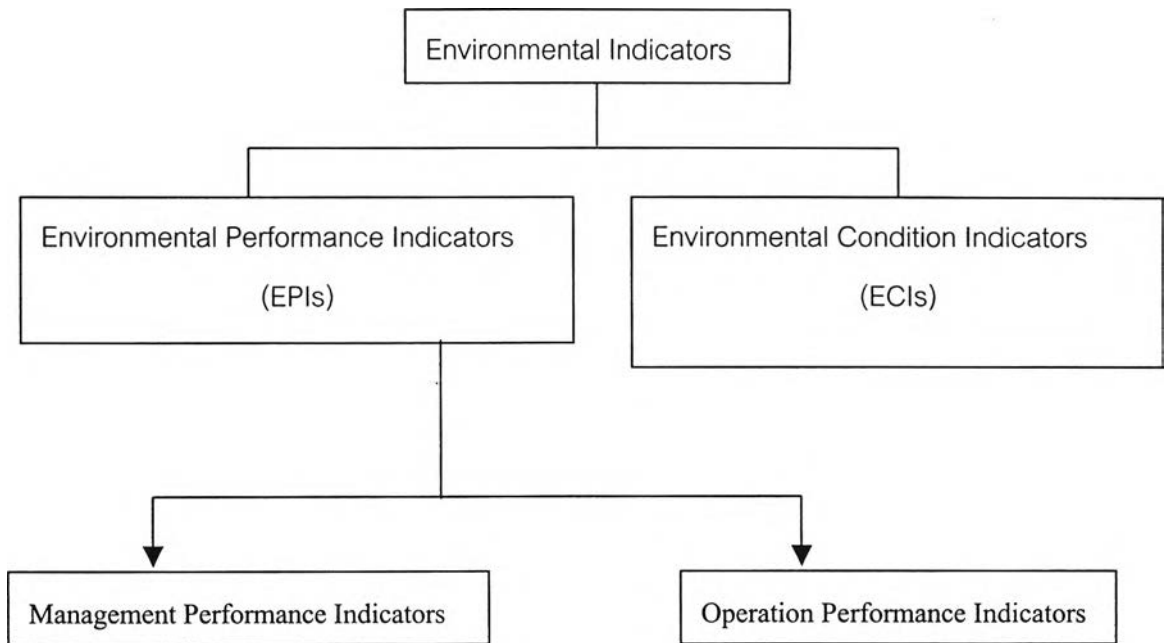 Environmental Indicators
Environmental Performance Indicators
(EPIs)
Environmental Condition Indicators
(ECIs)
Management Performance Indicators
Operation Performance Indicators